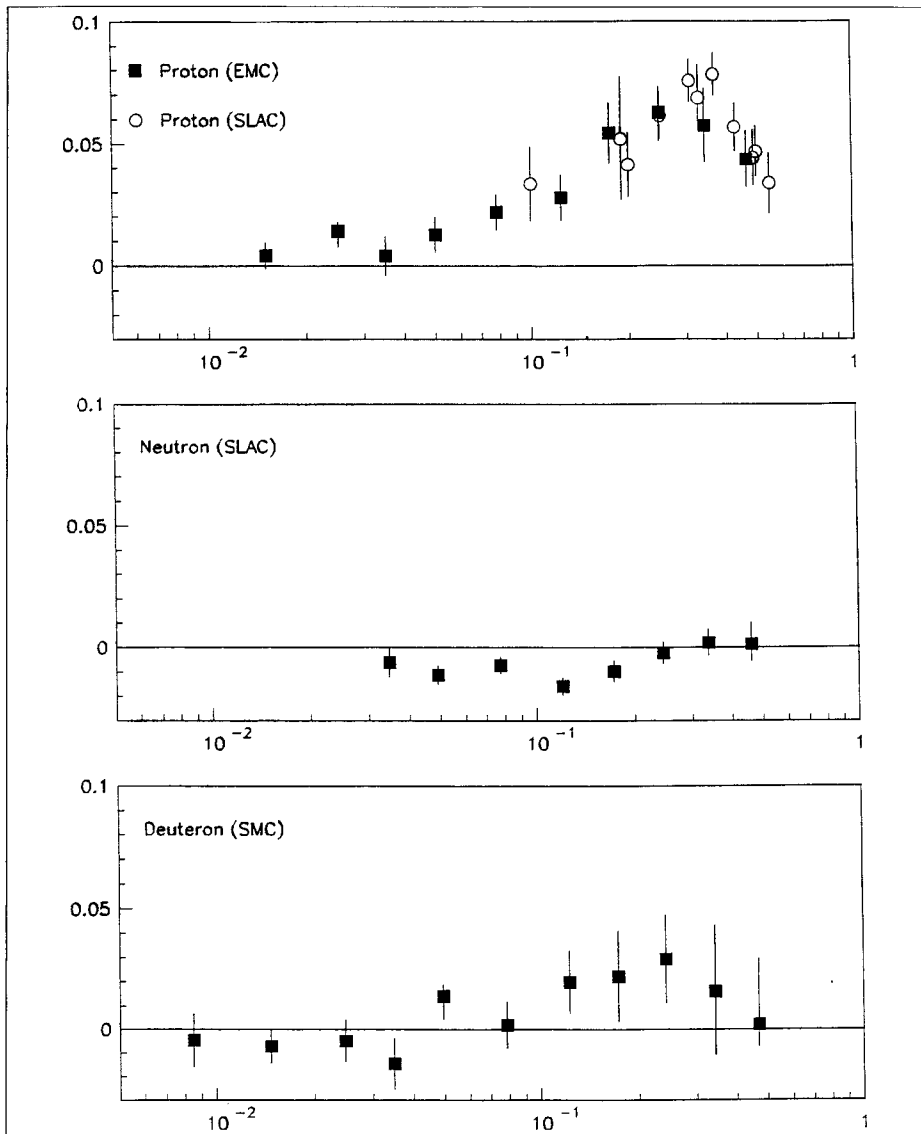 0.1
Proton (EMC)
Proton (SLAC)
0.05
0
10⁻² 10⁻¹ 1
0.1
Neutron (SLAC)
0.05
0
10⁻² 10⁻¹ 1
0.1
Deuteron (SMC)
0.05
0
10⁻² 10⁻¹ 1